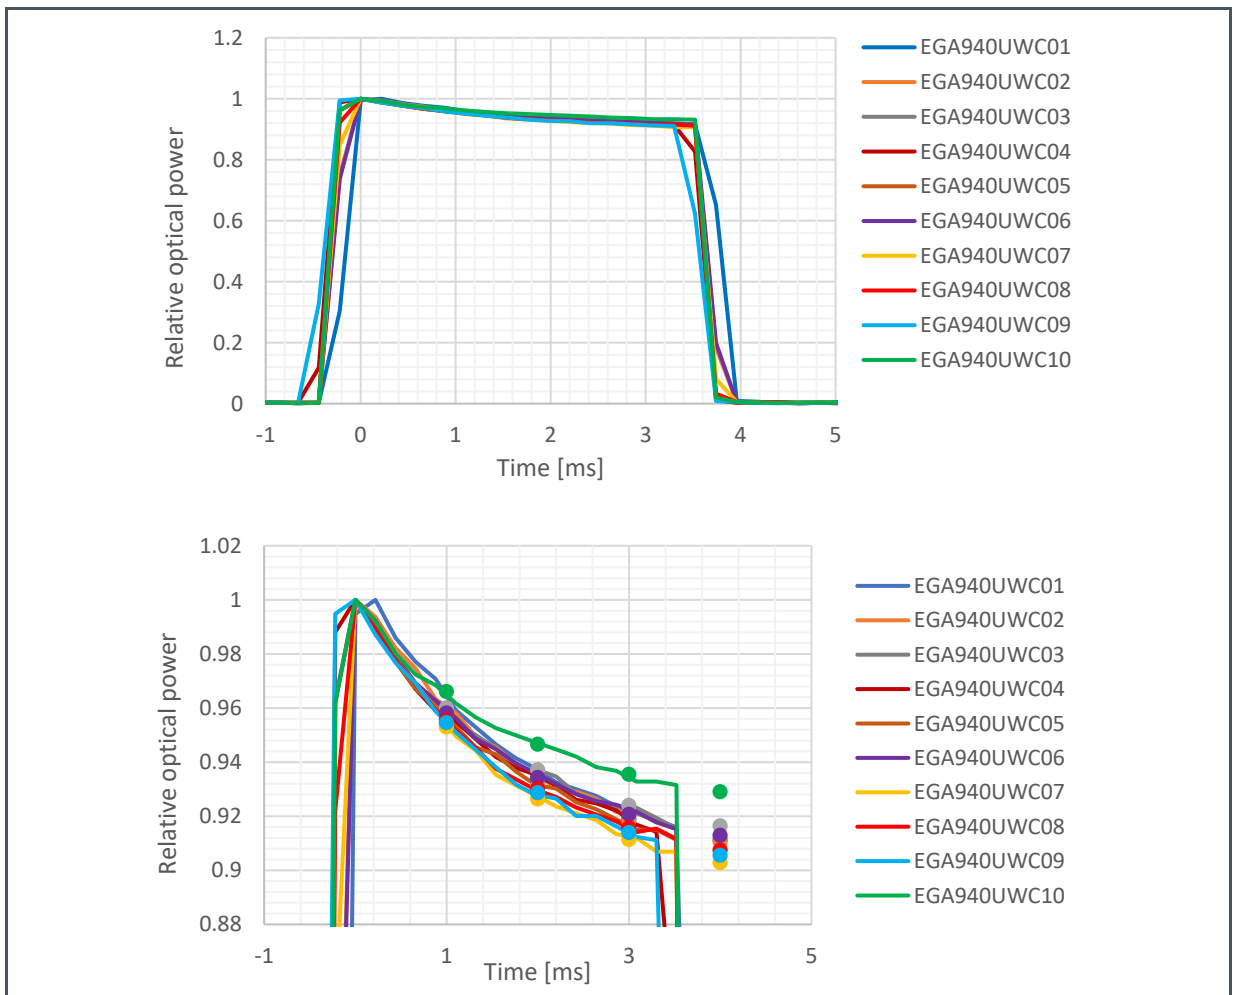 1.2
1
0.8
0.6
0.4
0.2
0
-1 0 1 2 3 4 5
Relative optical power
Time [ms]
EGA940UWC01
EGA940UWC02
EGA940UWC03
EGA940UWC04
EGA940UWC05
EGA940UWC06
EGA940UWC07
EGA940UWC08
EGA940UWC09
EGA940UWC10
1.02
1
0.98
0.96
0.94
0.92
0.9
0.88
-1 1 3 5
Relative optical power
Time [ms]
EGA940UWC01
EGA940UWC02
EGA940UWC03
EGA940UWC04
EGA940UWC05
EGA940UWC06
EGA940UWC07
EGA940UWC08
EGA940UWC09
EGA940UWC10